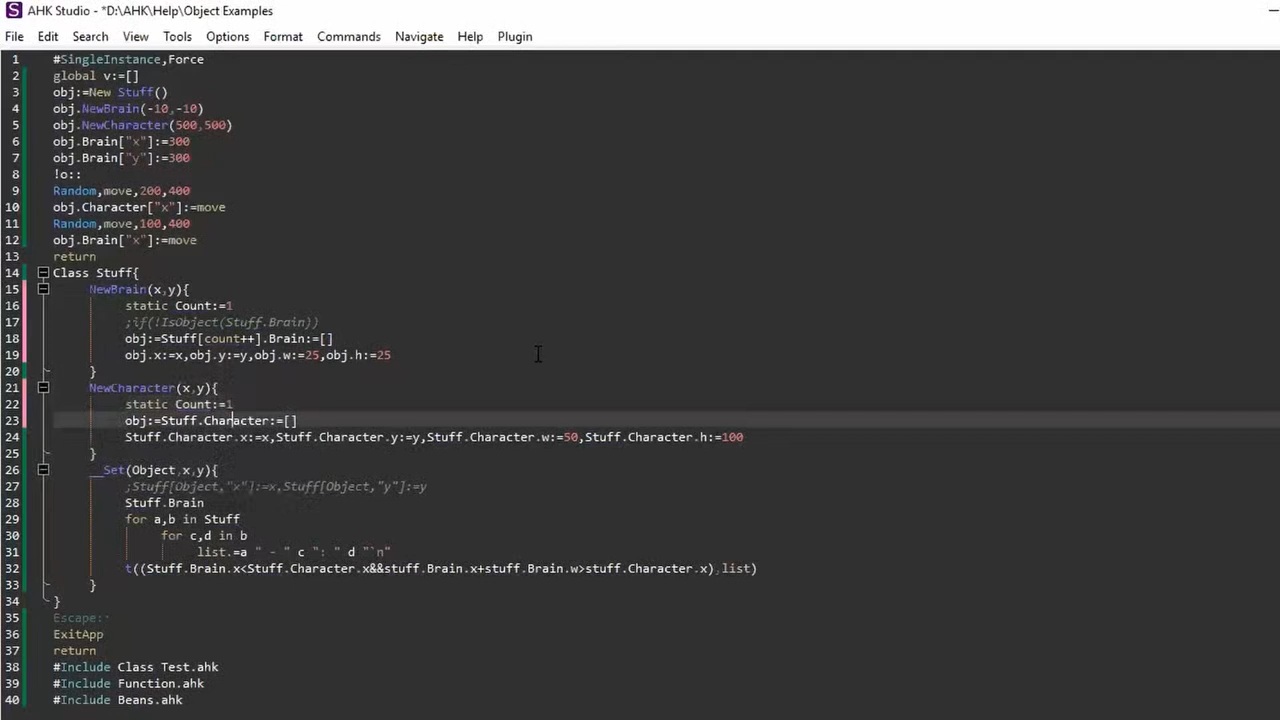 AHK Studio - *D:\AHK\Help\Object Examples
File Edit Search View Tools Options Format Commands Navigate Help Plugin
1 #SingleInstance,Force
2 global v:=[]
3 obj:=New Stuff()
4 obj.NewBrain(-10,-10)
5 obj.NewCharacter(500,500)
6 obj.Brain["x"]:=300
7 obj.Brain["y"]:=300
8 !o::
9 Random,move,200,400
10 obj.Character["x"]:=move
11 Random,move,100,400
12 obj.Brain["x"]:=move
13 return
14 Class Stuff{
15 NewBrain(x,y){
16 static Count:=1
17 ;if(!IsObject(Stuff.Brain))
18 obj:=Stuff[count++].Brain:=[]
19 obj.x:=x,obj.y:=y,obj.w:=25,obj.h:=25
20 }
21 NewCharacter(x,y){
22 static Count:=1
23 obj:=Stuff.Character:=[]
24 Stuff.Character.x:=x,Stuff.Character.y:=y,Stuff.Character.w:=50,Stuff.Character.h:=100
25 }
26 __Set(Object,x,y){
27 ;Stuff[Object,"x"]:=x,Stuff[Object,"y"]:=y
28 Stuff.Brain
29 for a,b in Stuff
30 for c,d in b
31 list.=a " - " c ": " d "`n"
32 t((Stuff.Brain.x<Stuff.Character.x&&stuff.Brain.x+stuff.Brain.w>stuff.Character.x),list)
33 }
34 }
35 Escape::
36 ExitApp
37 return
38 #Include Class Test.ahk
39 #Include Function.ahk
40 #Include Beans.ahk